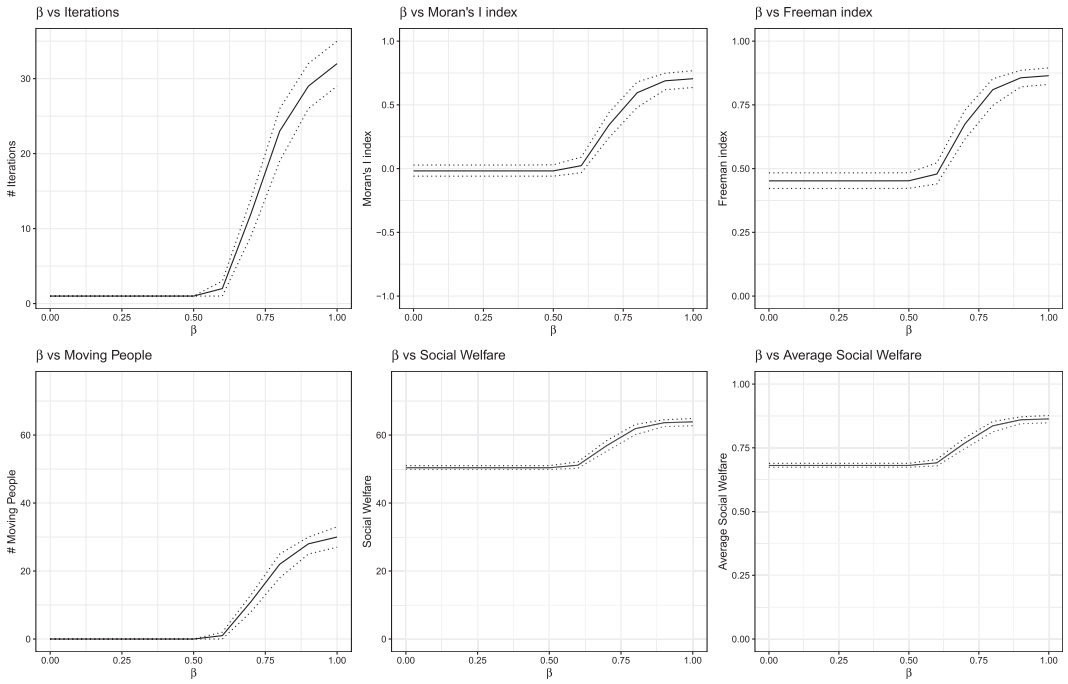 β vs Iterations
# Iterations
30
20
10
0
0.00 0.25 0.50 0.75 1.00
β
β vs Moran's I index
Moran's I index
1.0
0.5
0.0
−0.5
−1.0
0.00 0.25 0.50 0.75 1.00
β
β vs Freeman index
Freeman index
1.00
0.75
0.50
0.25
0.00
0.00 0.25 0.50 0.75 1.00
β
β vs Moving People
# Moving People
60
40
20
0
0.00 0.25 0.50 0.75 1.00
β
β vs Social Welfare
Social Welfare
60
40
20
0
0.00 0.25 0.50 0.75 1.00
β
β vs Average Social Welfare
Average Social Welfare
1.00
0.75
0.50
0.25
0.00
0.00 0.25 0.50 0.75 1.00
β